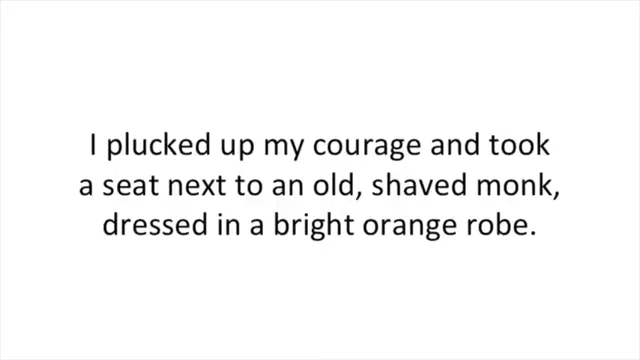 I plucked up my courage and took
a seat next to an old, shaved monk,
dressed in a bright orange robe.